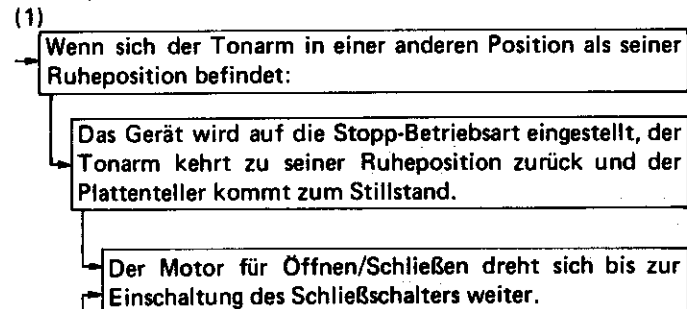 (1)
Wenn sich der Tonarm in einer anderen Position als seiner
Ruheposition befindet:
Das Gerät wird auf die Stopp-Betriebsart eingestellt, der
Tonarm kehrt zu seiner Ruheposition zurück und der
Plattenteller kommt zum Stillstand.
Der Motor für Öffnen/Schließen dreht sich bis zur
Einschaltung des Schließschalters weiter.